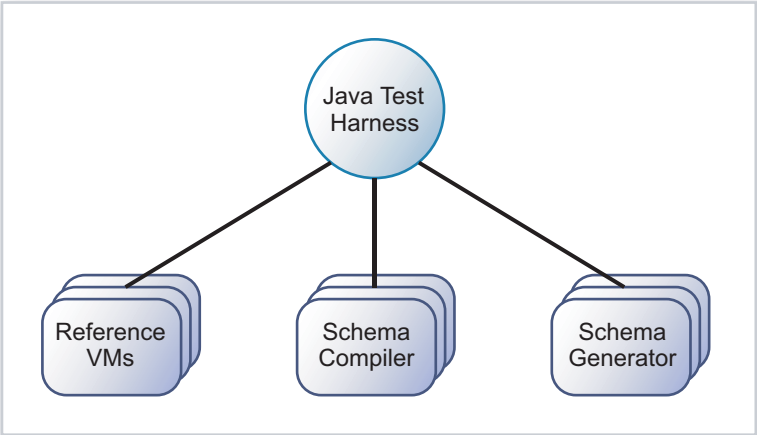 Java Test
Harness
Reference
VMs
Schema
Compiler
Schema
Generator